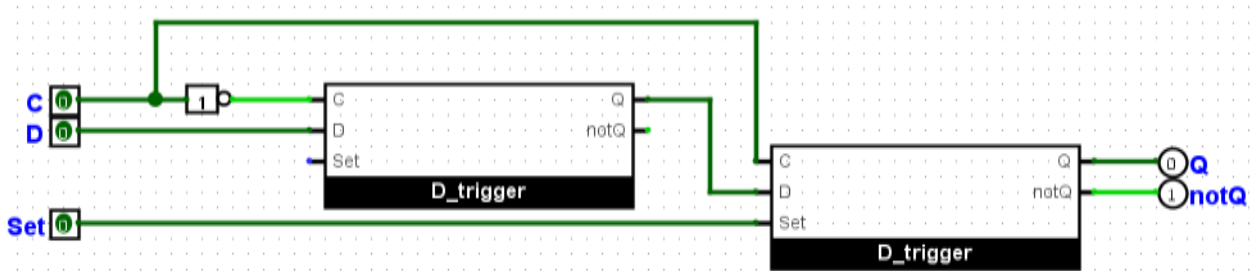 C 0 1 C Q
D 0 D notQ
Set
D_trigger
C Q 0 Q
D notQ 1 notQ
Set 0 Set
D_trigger